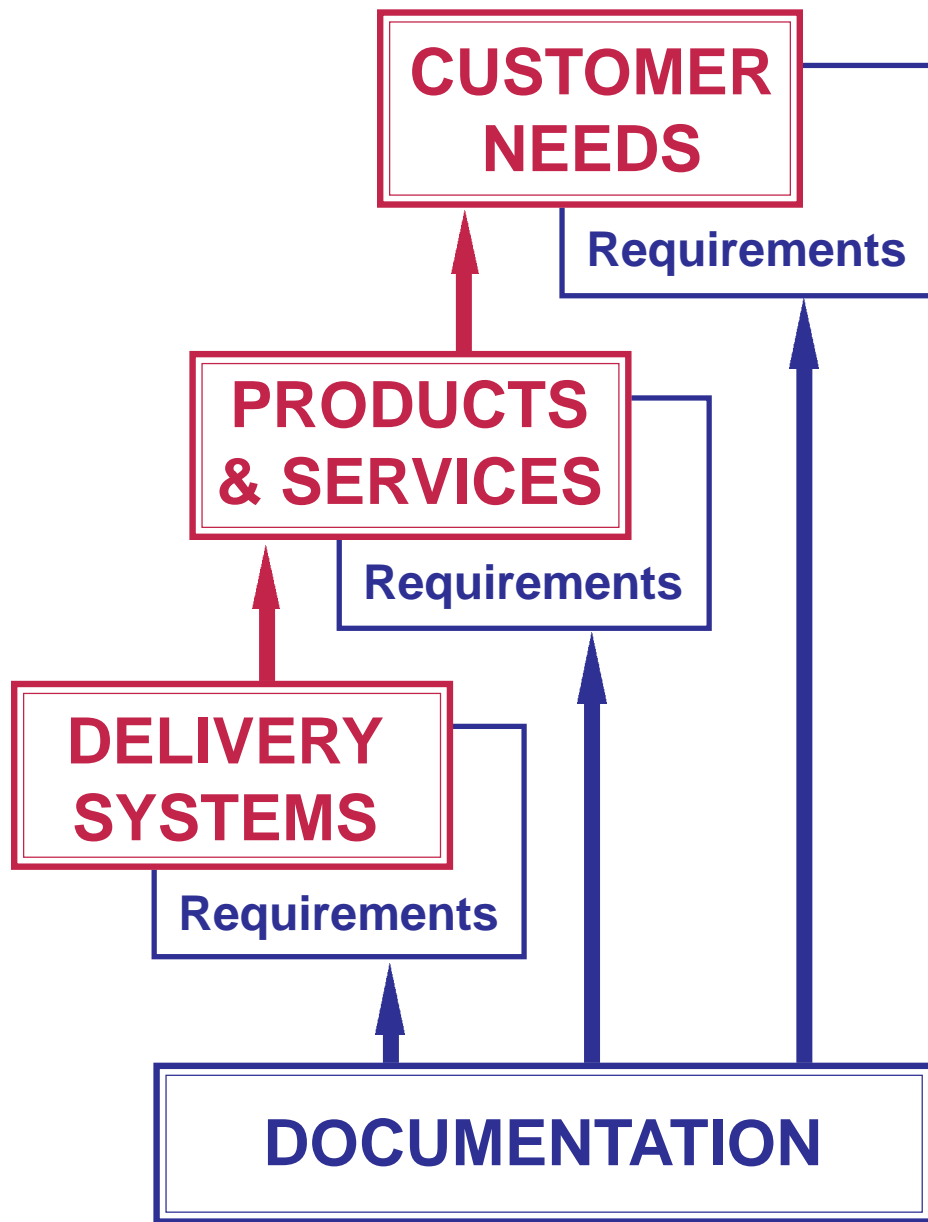 CUSTOMER
NEEDS
Requirements
PRODUCTS
& SERVICES
Requirements
DELIVERY
SYSTEMS
Requirements
DOCUMENTATION